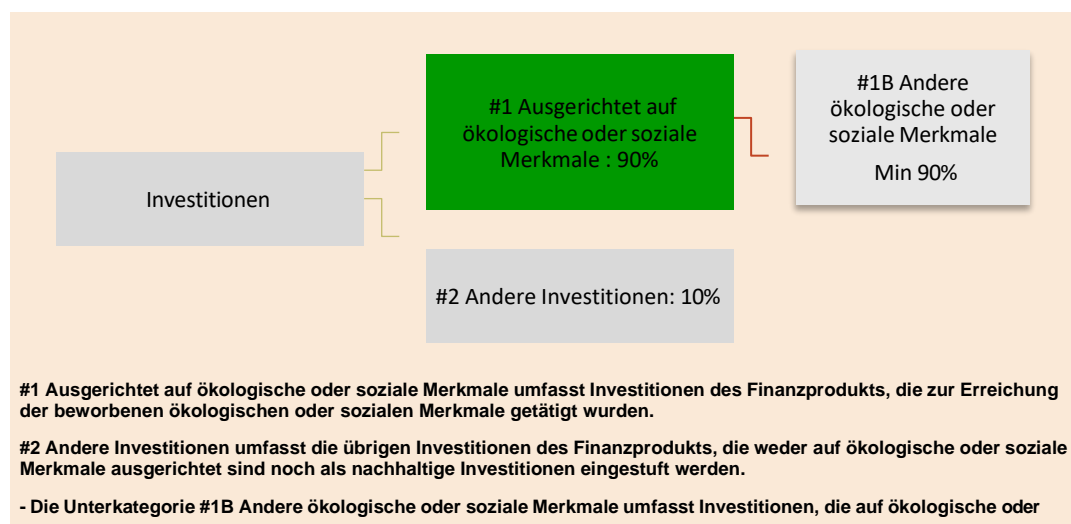 #1 Ausgerichtet auf
ökologische oder soziale
Merkmale : 90%
#1B Andere
ökologische oder
soziale Merkmale
Min 90%
Investitionen
#2 Andere Investitionen: 10%
#1 Ausgerichtet auf ökologische oder soziale Merkmale umfasst Investitionen des Finanzprodukts, die zur Erreichung
der beworbenen ökologischen oder sozialen Merkmale getätigt wurden.
#2 Andere Investitionen umfasst die übrigen Investitionen des Finanzprodukts, die weder auf ökologische oder soziale
Merkmale ausgerichtet sind noch als nachhaltige Investitionen eingestuft werden.
- Die Unterkategorie #1B Andere ökologische oder soziale Merkmale umfasst Investitionen, die auf ökologische oder